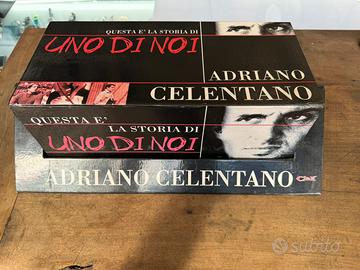 QUESTA E' LA STORIA DI
UNO DI NOI
ADRIANO
CELENTANO
QUESTA E'
LA STORIA DI
UNO DI NOI
ADRIANO CELENTANO
subito